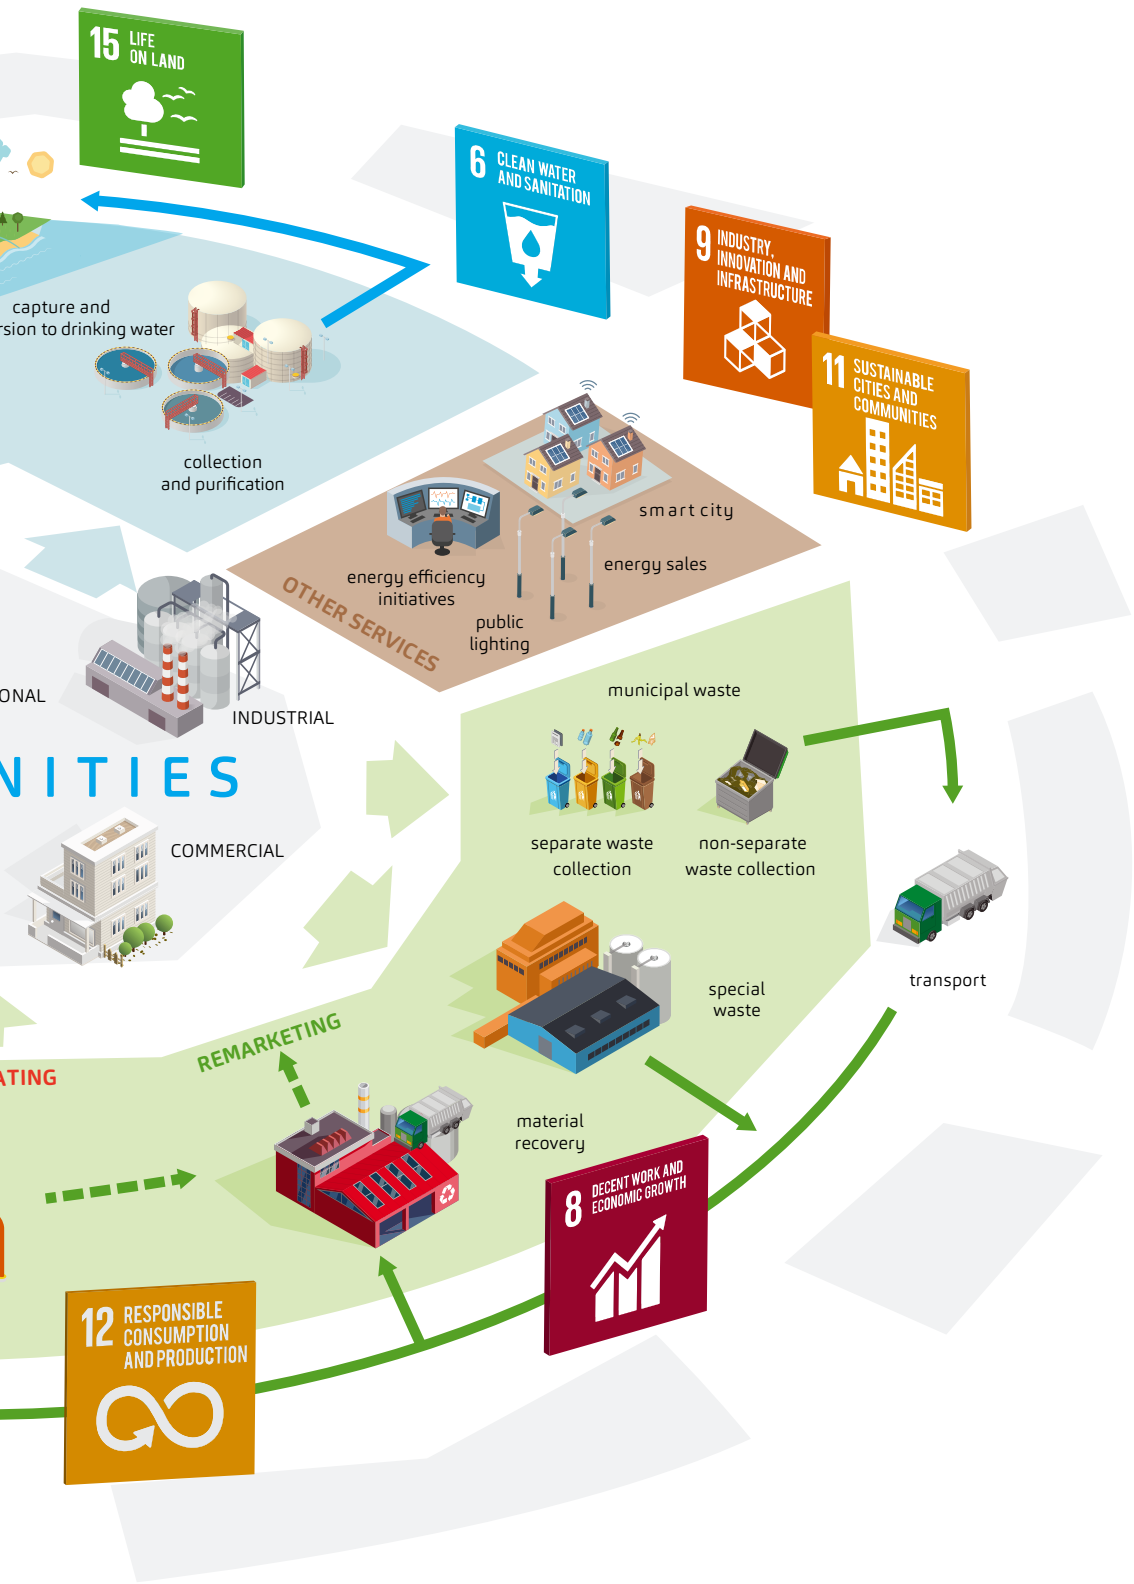 15 LIFE
ON LAND
6 CLEAN WATER
AND SANITATION
9 INDUSTRY,
INNOVATION AND
INFRASTRUCTURE
11 SUSTAINABLE
CITIES AND
COMMUNITIES
capture and
rsion to drinking water
collection
and purification
smart city
energy sales
energy efficiency
initiatives
public
lighting
OTHER SERVICES
municipal waste
ONAL
INDUSTRIAL
NITIES
COMMERCIAL
separate waste
collection
non-separate
waste collection
transport
special
waste
REMARKETING
ATING
material
recovery
8 DECENT WORK AND
ECONOMIC GROWTH
12 RESPONSIBLE
CONSUMPTION
AND PRODUCTION